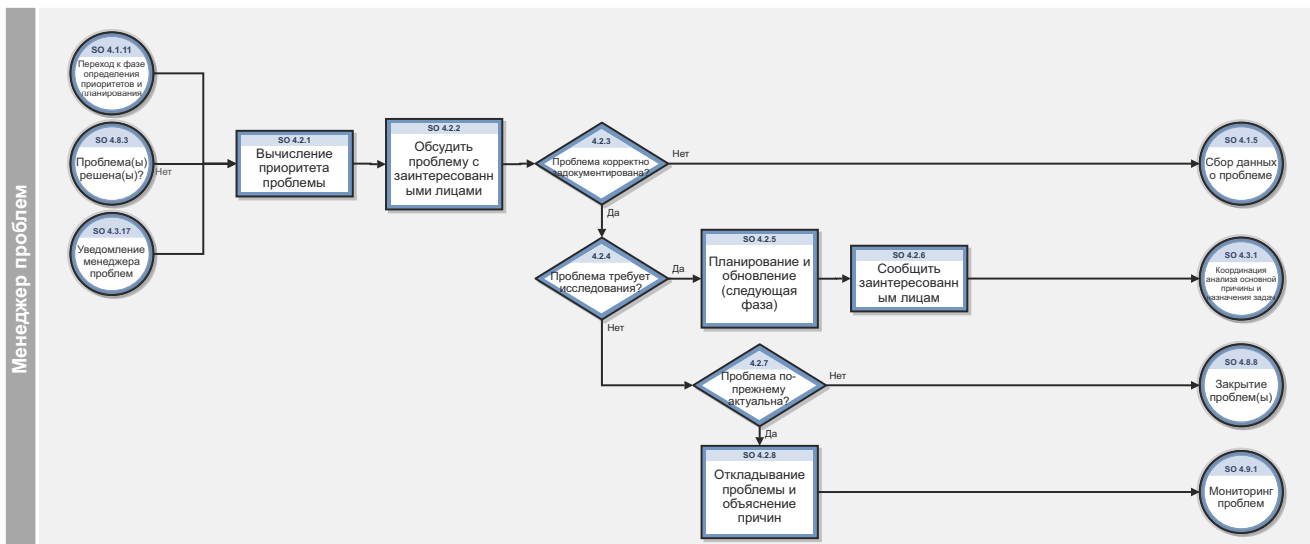 Менеджер проблем
SO 4.1.11
Переход к фазе
определения
приоритетов и
планирования
SO 4.8.3
Проблема(ы)
решена(ы)?
Нет
SO 4.3.17
Уведомление
менеджера
проблем
SO 4.2.1
Вычисление
приоритета
проблемы
SO 4.2.2
Обсудить
проблему с
заинтересованн
ыми лицами
4.2.3
Проблема корректно
задокументирована?
Нет
Да
SO 4.1.5
Сбор данных
о проблеме
4.2.4
Проблема требует
исследования?
Да
Нет
SO 4.2.5
Планирование и
обновление
(следующая
фаза)
SO 4.2.6
Сообщить
заинтересованн
ым лицам
SO 4.3.1
Координация
анализа основной
причины и
назначения задач
4.2.7
Проблема по-
прежнему
актуальна?
Нет
Да
SO 4.8.8
Закрытие
проблем(ы)
SO 4.2.8
Откладывание
проблемы и
объяснение
причин
SO 4.9.1
Мониторинг
проблем